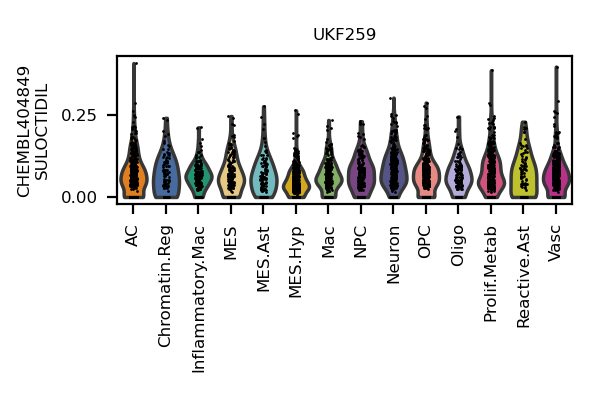 UKF259
CHEMBL404849
SULOCTIDIL
0.25
0.00
AC
Chromatin.Reg
Inflammatory.Mac
MES
MES.Ast
MES.Hyp
Mac
NPC
Neuron
OPC
Oligo
Prolif.Metab
Reactive.Ast
Vasc